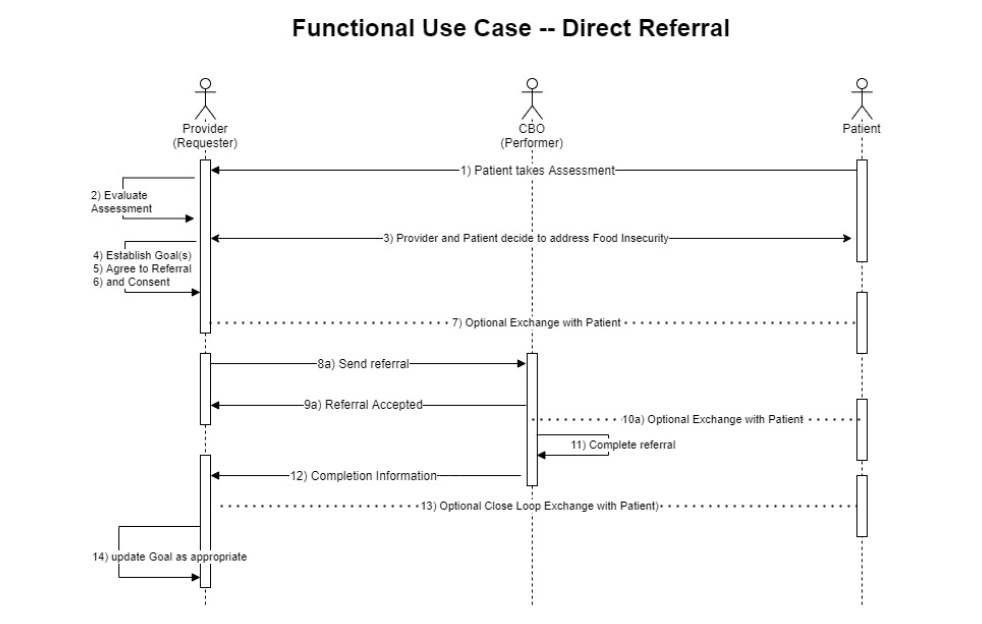 Functional Use Case -- Direct Referral
Provider
(Requester)
CBO
(Performer)
Patient
1) Patient takes Assessment
2) Evaluate
Assessment
3) Provider and Patient decide to address Food Insecurity
4) Establish Goal(s)
5) Agree to Referral
6) and Consent
7) Optional Exchange with Patient
8a) Send referral
9a) Referral Accepted
10a) Optional Exchange with Patient
11) Complete referral
12) Completion Information
13) Optional Close Loop Exchange with Patient)
14) update Goal as appropriate